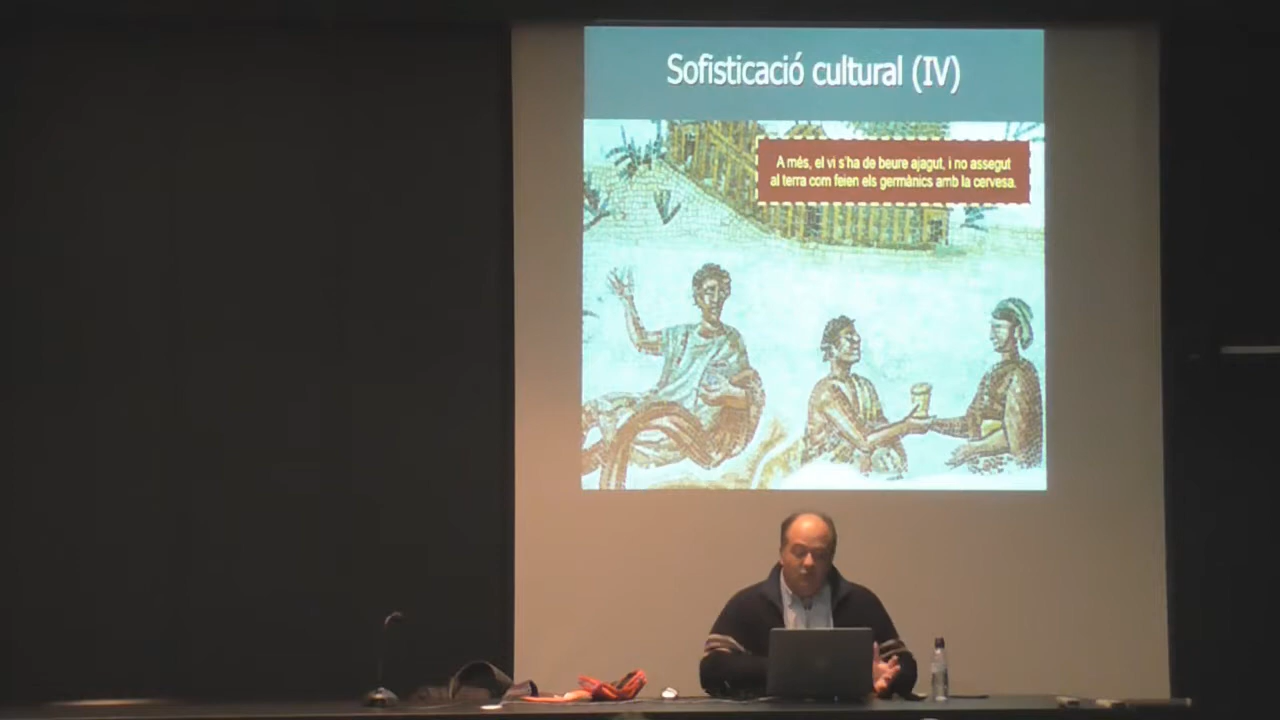 Sofisticació cultural (IV)
A més, el vi s'ha de beure ajagut, i no assegut
al terra com feien els germànics amb la cervesa.